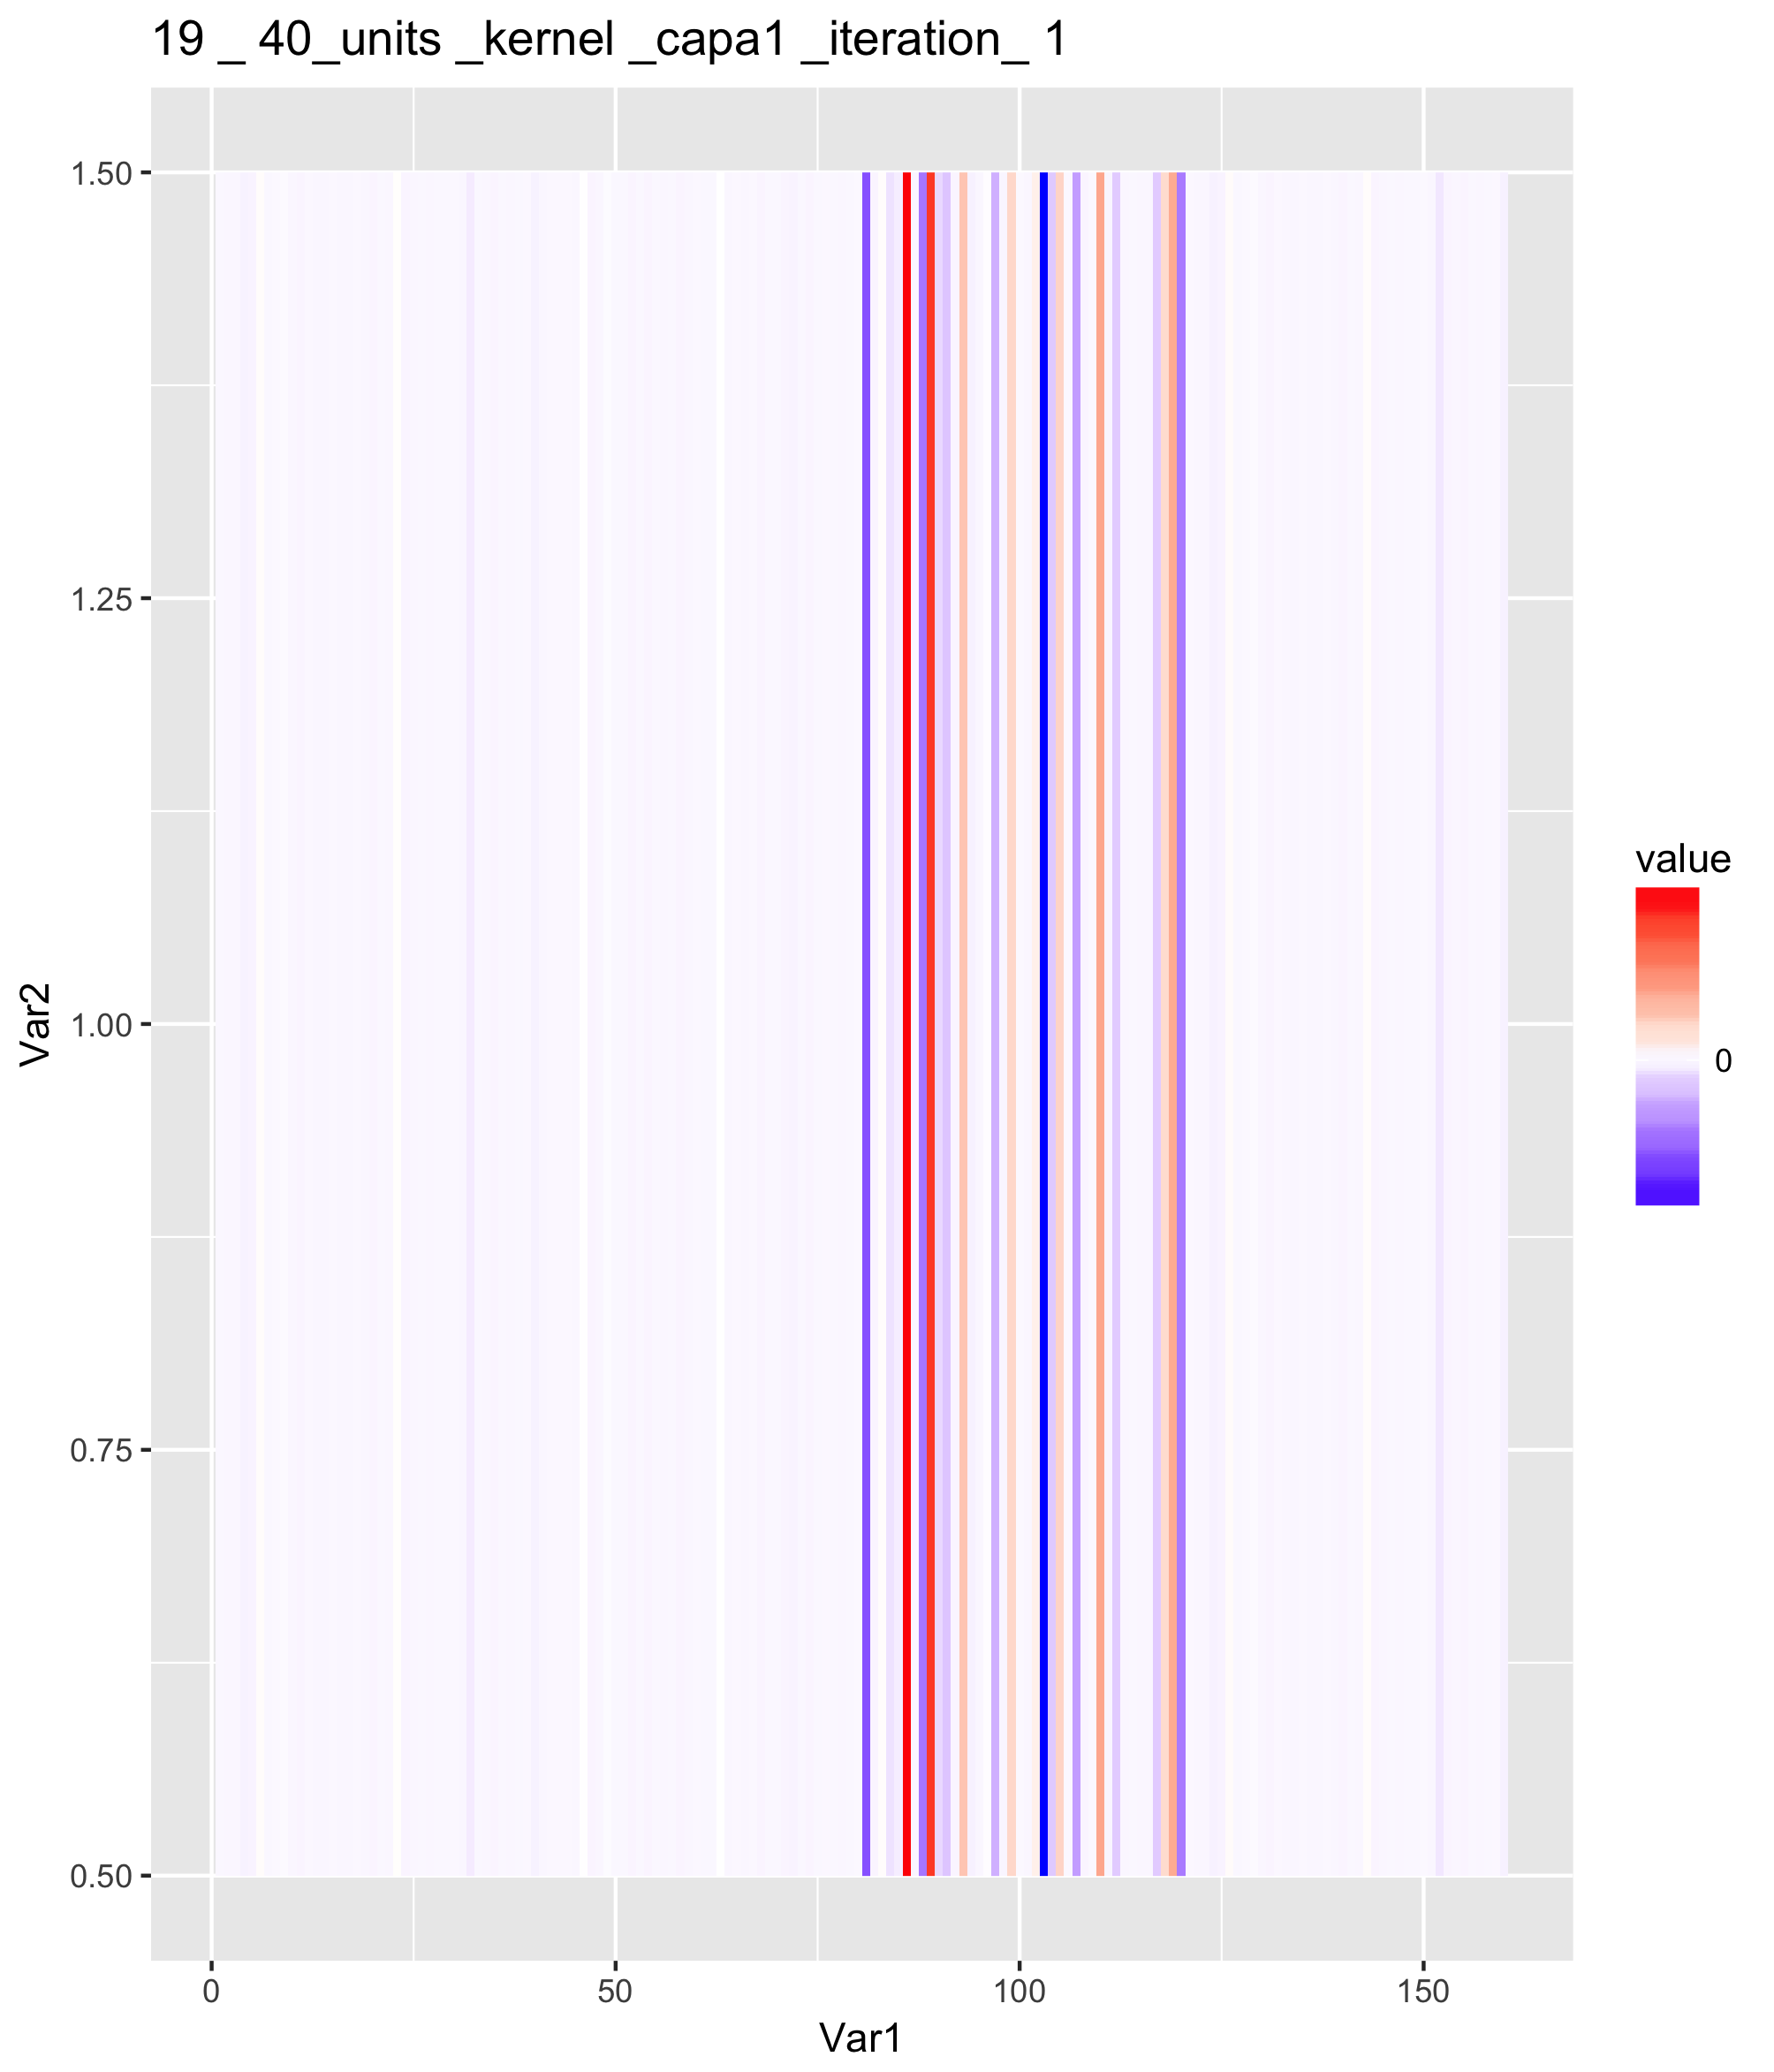 19 _ 40_units _kernel _capa1 _iteration_ 1
1.50
1.25
1.00
0.75
0.50
Var2
0
50
100
150
Var1
value
0